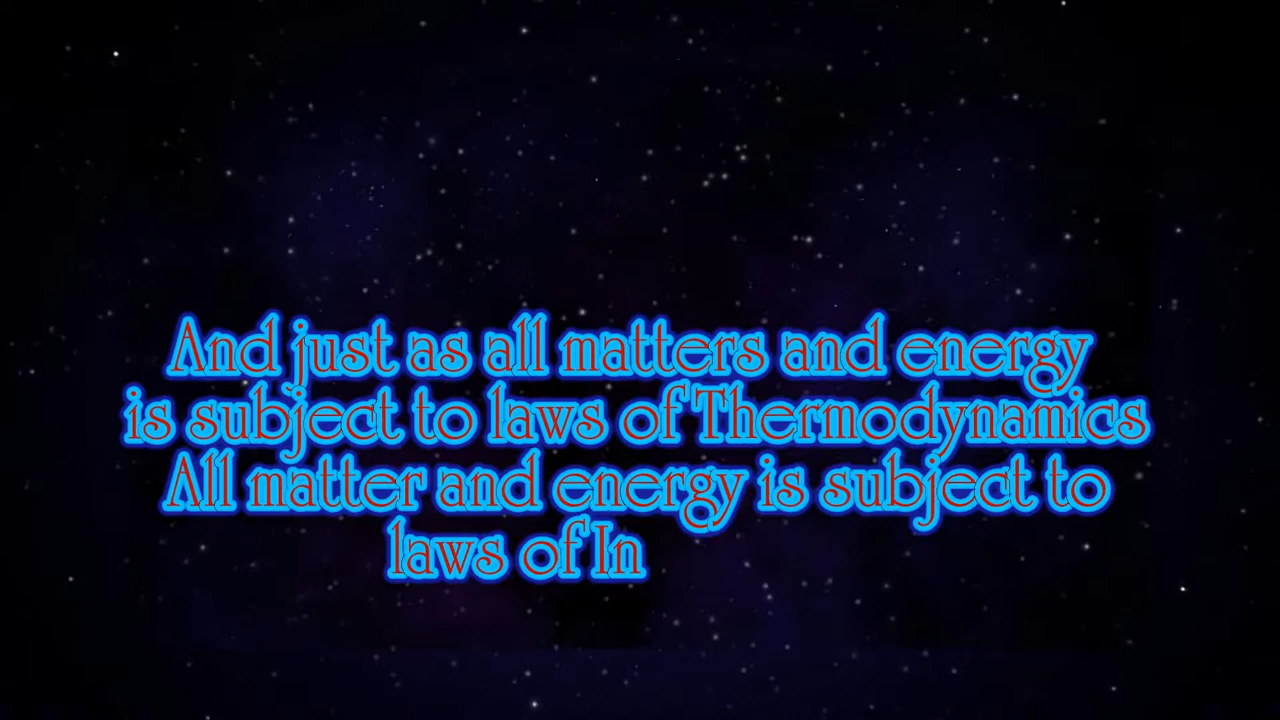 And just as all matters and energy
is subject to laws of Thermodynamics
All matter and energy is subject to
laws of In